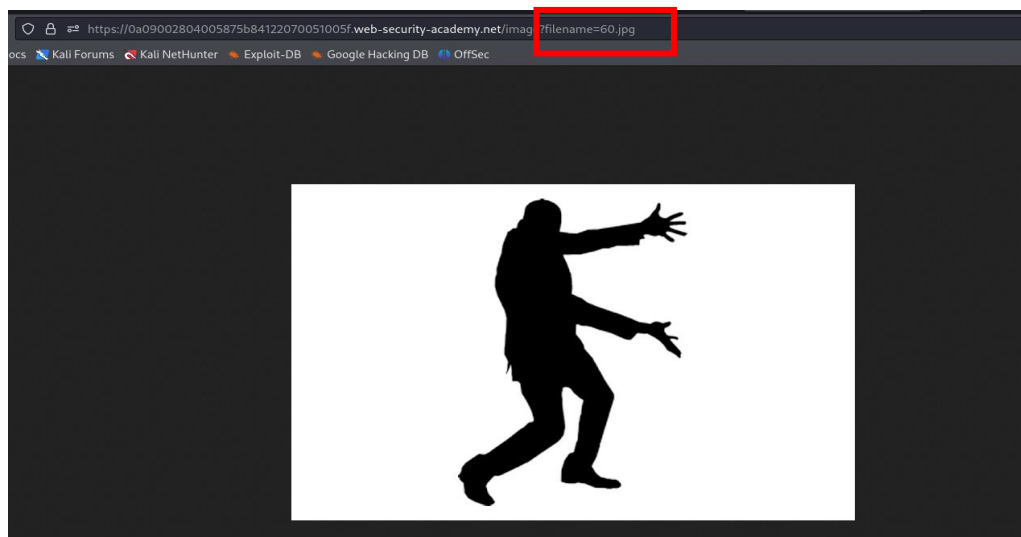 https://0a09002804005875b84122070051005f.web-security-academy.net/image?filename=60.jpg
ocs Kali Forums Kali NetHunter Exploit-DB Google Hacking DB OffSec